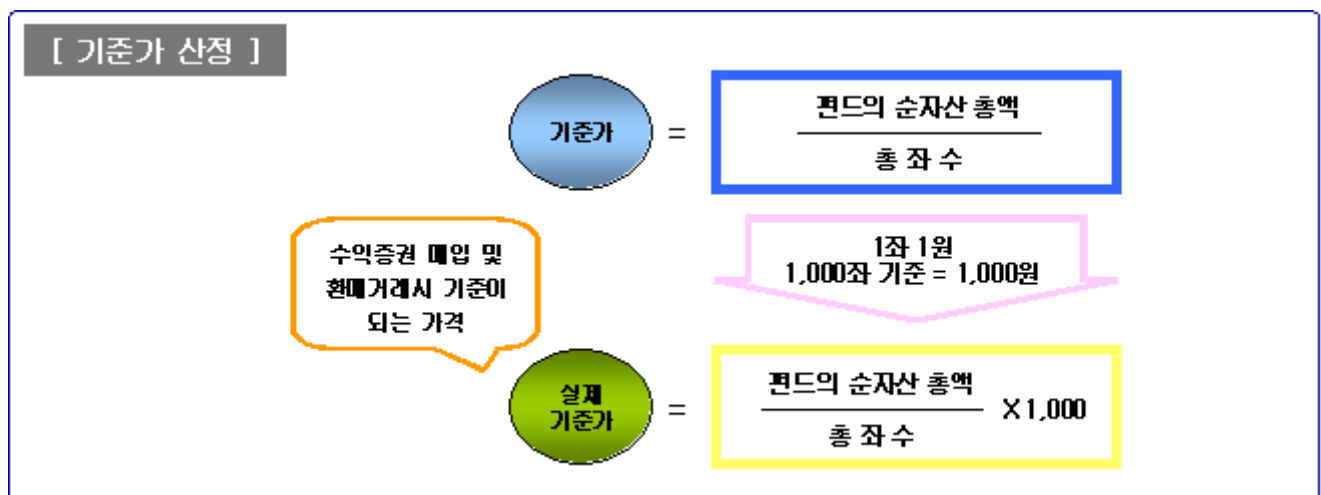 [ 기준가 산정 ]
기준가
=
펀드의 순자산 총액
총 좌 수
수익증권 매입 및
환매거래시 기준이
되는 가격
1좌 1원
1,000좌 기준 = 1,000원
실제
기준가
=
펀드의 순자산 총액
총 좌 수
X 1,000